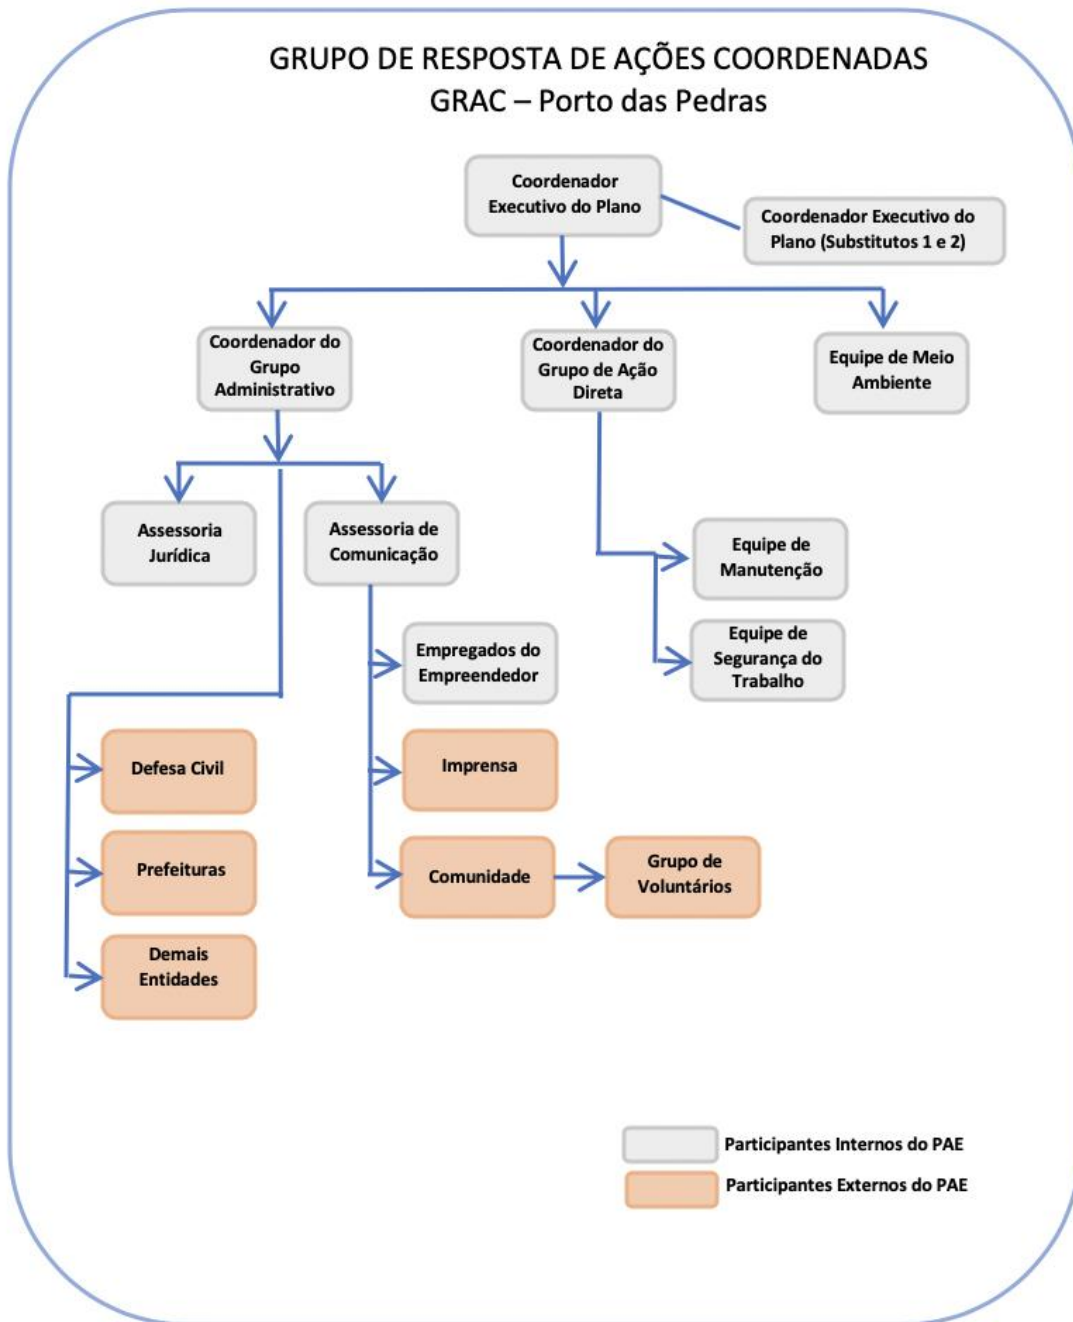 GRUPO DE RESPOSTA DE AÇÕES COORDENADAS
GRAC – Porto das Pedras
Coordenador
Executivo do Plano
Coordenador Executivo do
Plano (Substitutos 1 e 2)
Coordenador do
Grupo
Administrativo
Coordenador do
Grupo de Ação
Direta
Equipe de Meio
Ambiente
Assessoria
Jurídica
Assessoria de
Comunicação
Equipe de
Manutenção
Equipe de
Segurança do
Trabalho
Empregados do
Empreendedor
Defesa Civil
Imprensa
Prefeituras
Comunidade
Grupo de
Voluntários
Demais
Entidades
Participantes Internos do PAE
Participantes Externos do PAE